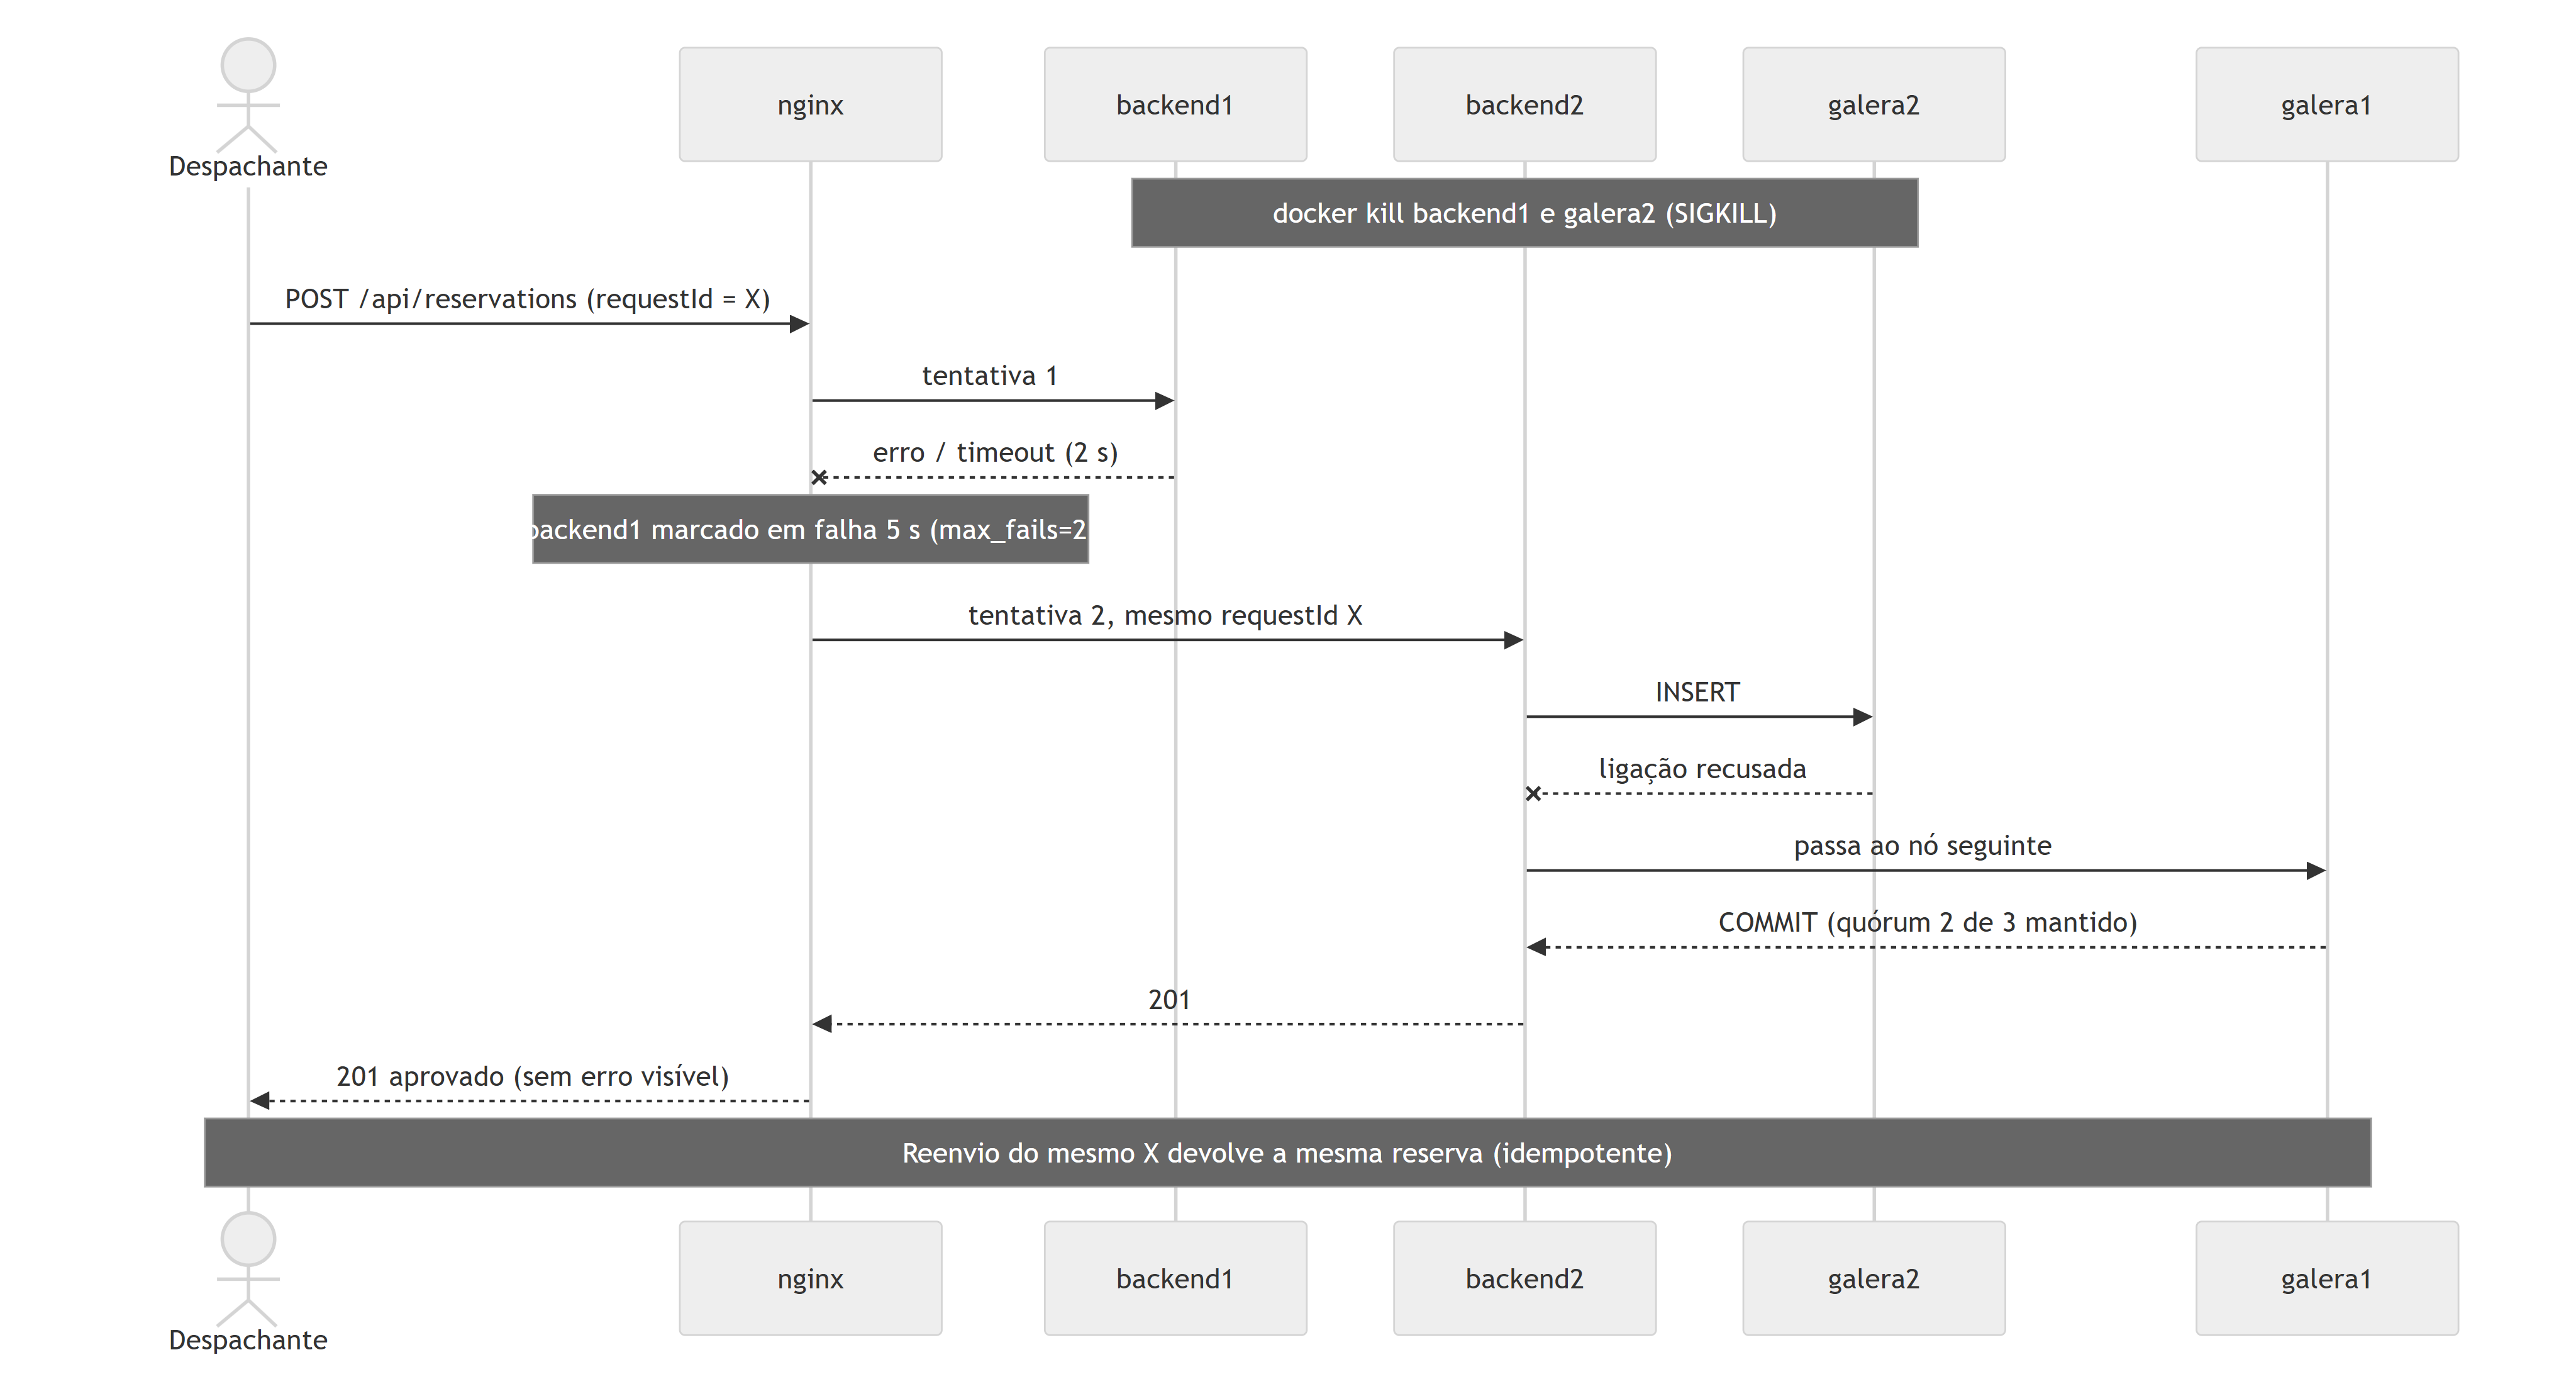 Despachante
nginx
backend1
backend2
galera2
galera1
docker kill backend1 e galera2 (SIGKILL)
POST /api/reservations (requestId = X)
tentativa 1
erro / timeout (2 s)
backend1 marcado em falha 5 s (max_fails=2
tentativa 2, mesmo requestId X
INSERT
ligação recusada
passa ao nó seguinte
COMMIT (quórum 2 de 3 mantido)
201
201 aprovado (sem erro visível)
Reenvio do mesmo X devolve a mesma reserva (idempotente)
Despachante
nginx
backend1
backend2
galera2
galera1